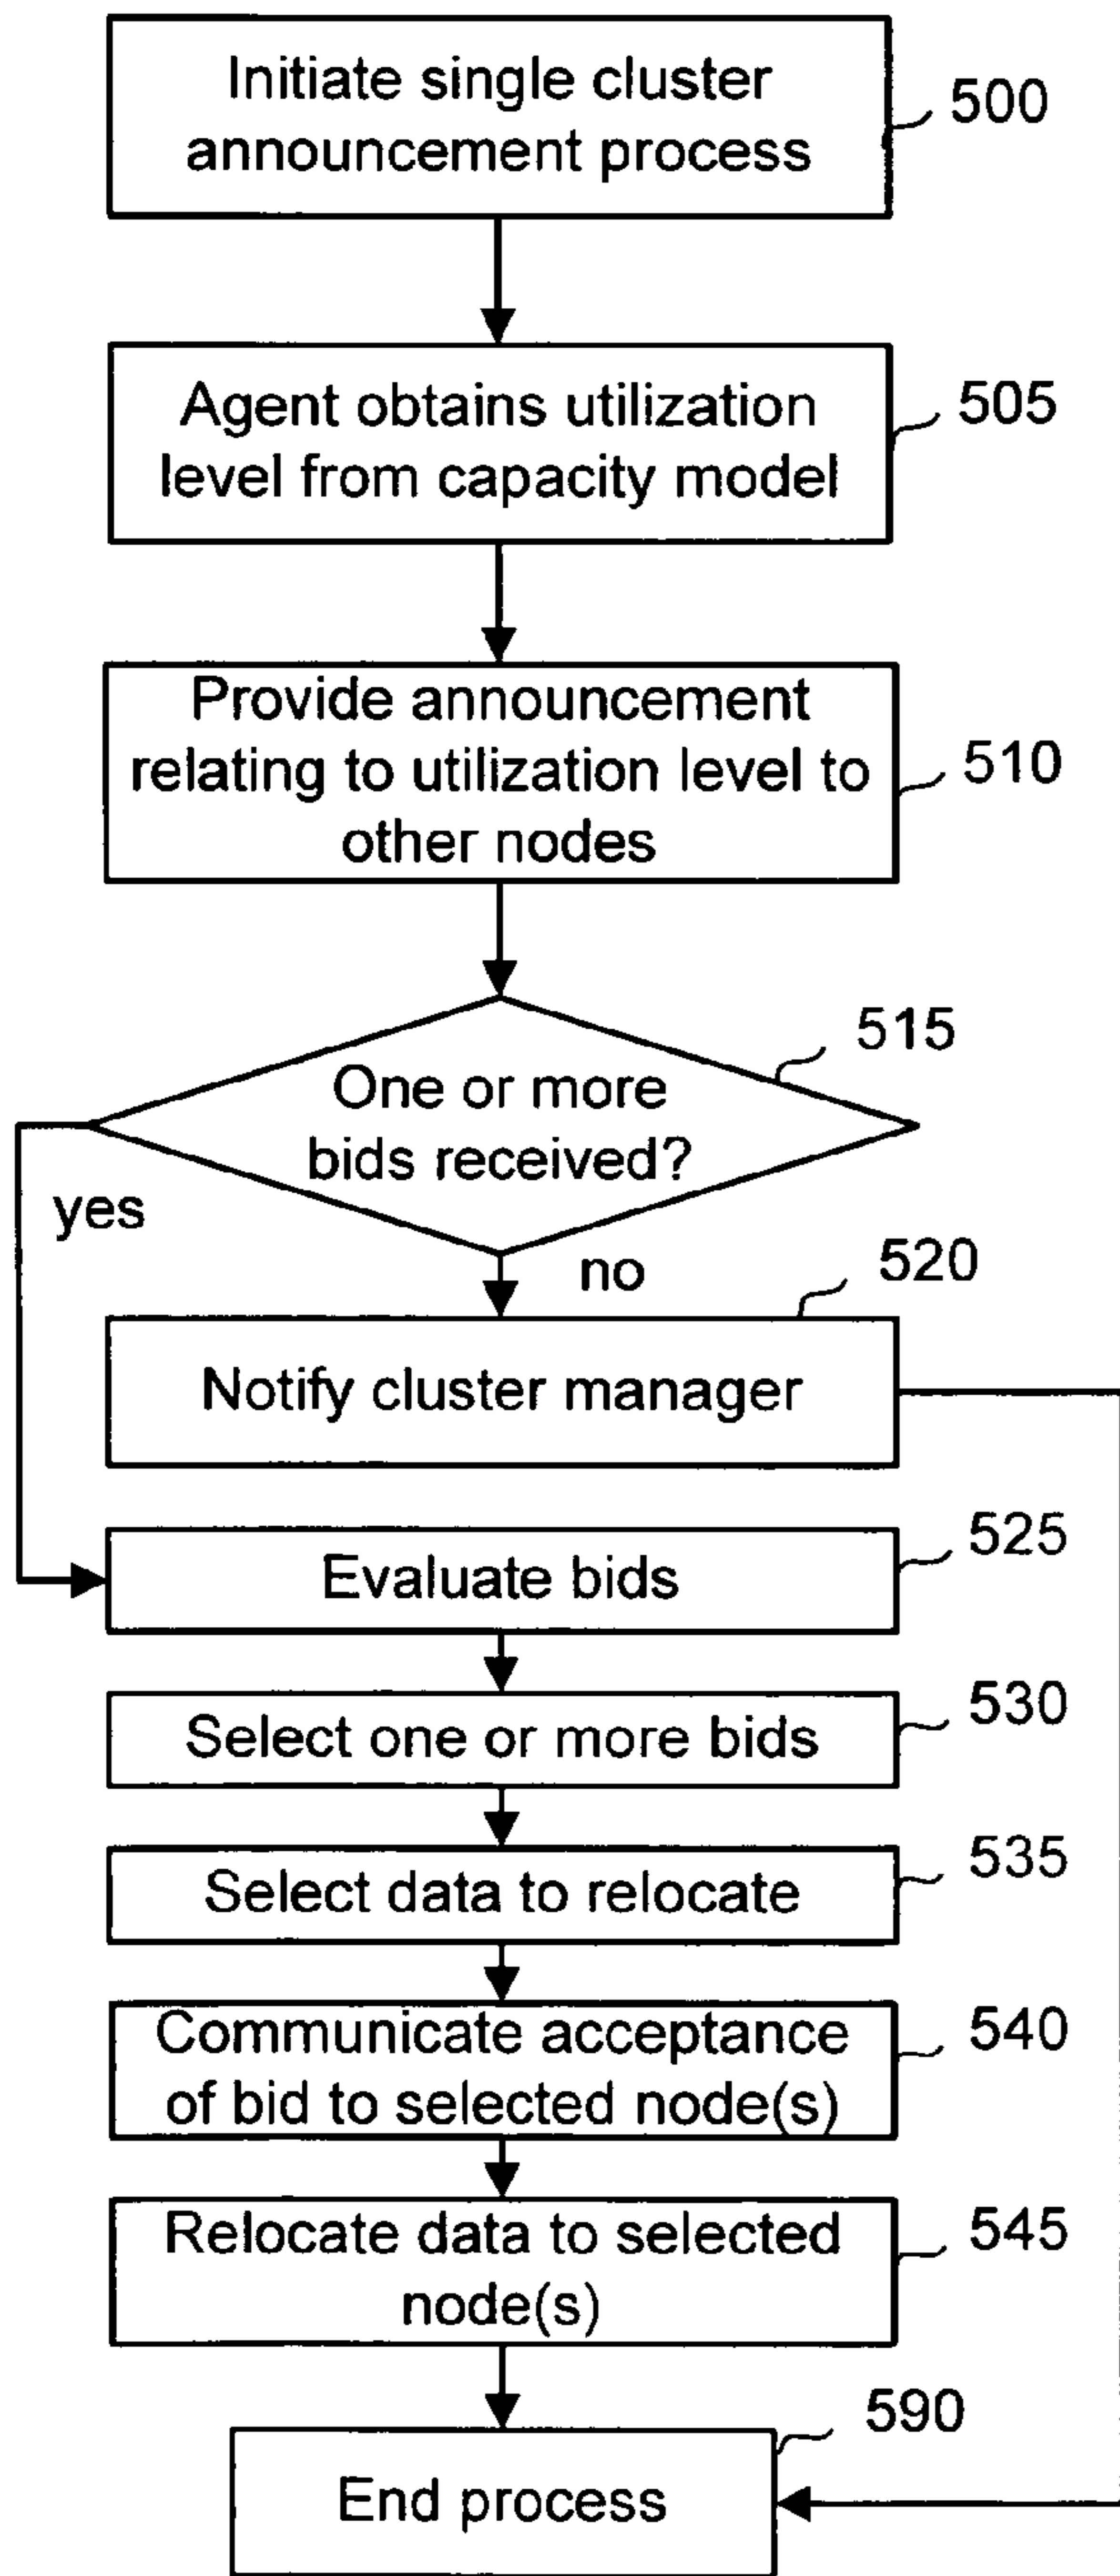 Initiate single cluster
announcement process
500
Agent obtains utilization
level from capacity model
505
Provide announcement
relating to utilization level to
other nodes
510
One or more
bids received?
515
yes
no
520
Notify cluster manager
Evaluate bids
525
Select one or more bids
530
Select data to relocate
535
Communicate acceptance
of bid to selected node(s)
540
Relocate data to selected
node(s)
545
End process
590